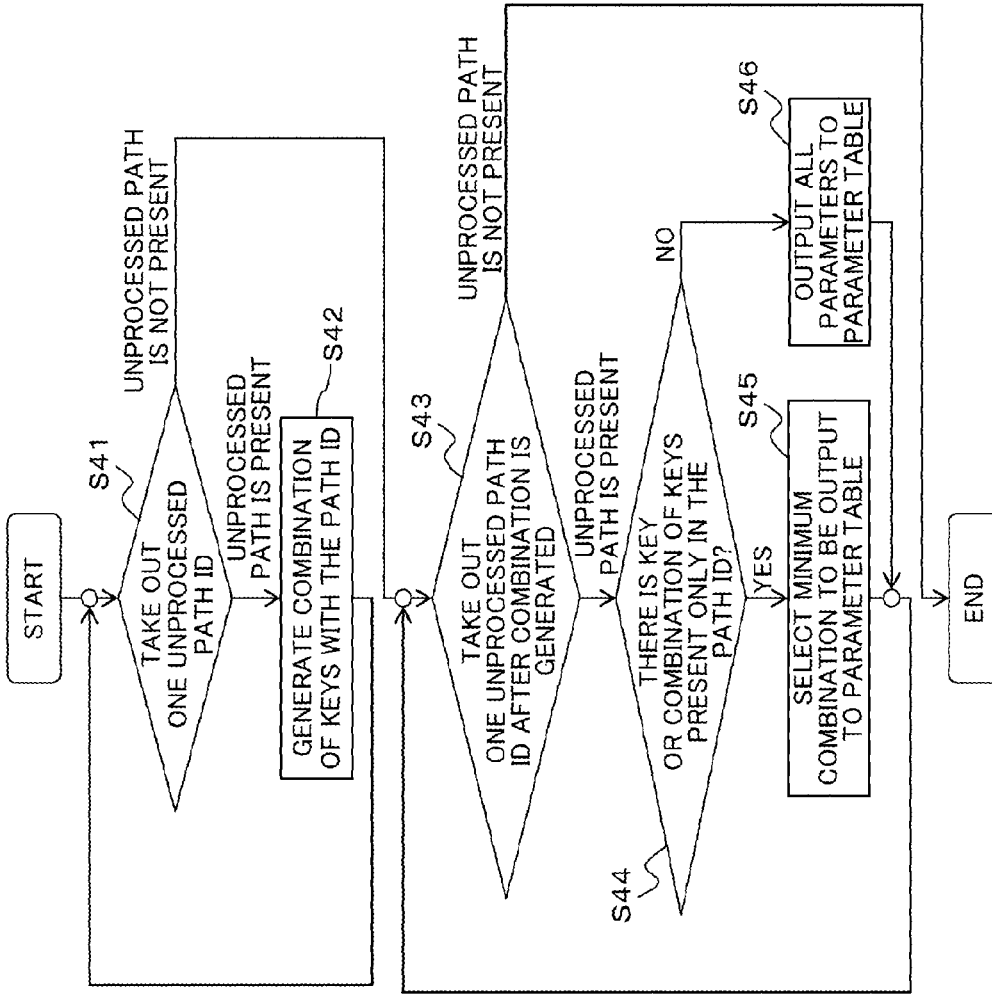 START
S41
TAKE OUT
ONE UNPROCESSED
PATH ID
UNPROCESSED PATH
IS NOT PRESENT
UNPROCESSED
PATH IS PRESENT
S42
GENERATE COMBINATION
OF KEYS WITH THE PATH ID
S43
TAKE OUT
ONE UNPROCESSED PATH
ID AFTER COMBINATION IS
GENERATED
UNPROCESSED PATH
IS NOT PRESENT
UNPROCESSED
PATH IS PRESENT
S44
THERE IS KEY
OR COMBINATION OF KEYS
PRESENT ONLY IN THE
PATH ID?
NO
YES
S45
SELECT MINIMUM
COMBINATION TO BE OUTPUT
TO PARAMETER TABLE
S46
OUTPUT ALL
PARAMETERS TO
PARAMETER TABLE
END